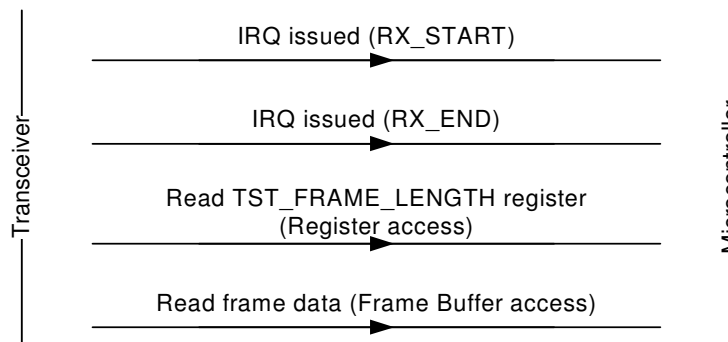 IRQ issued (RX_START)
IRQ issued (RX_END)
Transceiver
Read TST_FRAME_LENGTH register
(Register access)
Read frame data (Frame Buffer access)